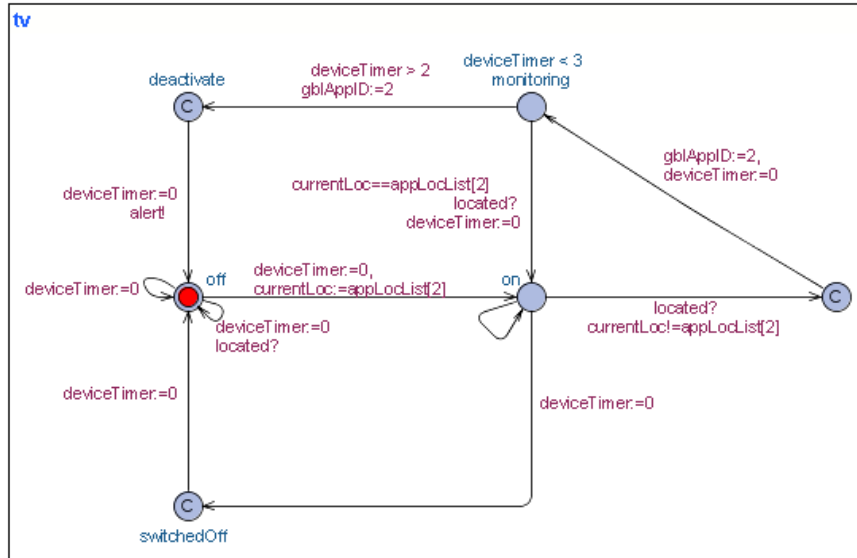 tv
deactivate
C
deviceTimer > 2
gblAppID:=2
deviceTimer < 3
monitoring
gblAppID:=2,
deviceTimer:=0
deviceTimer:=0
alert!
currentLoc==appLocList[2]
located?
deviceTimer:=0
off
deviceTimer:=0
deviceTimer:=0,
currentLoc:=appLocList[2]
on
C
deviceTimer:=0
located?
located?
currentLoc!=appLocList[2]
deviceTimer:=0
deviceTimer:=0
C
switchedOff